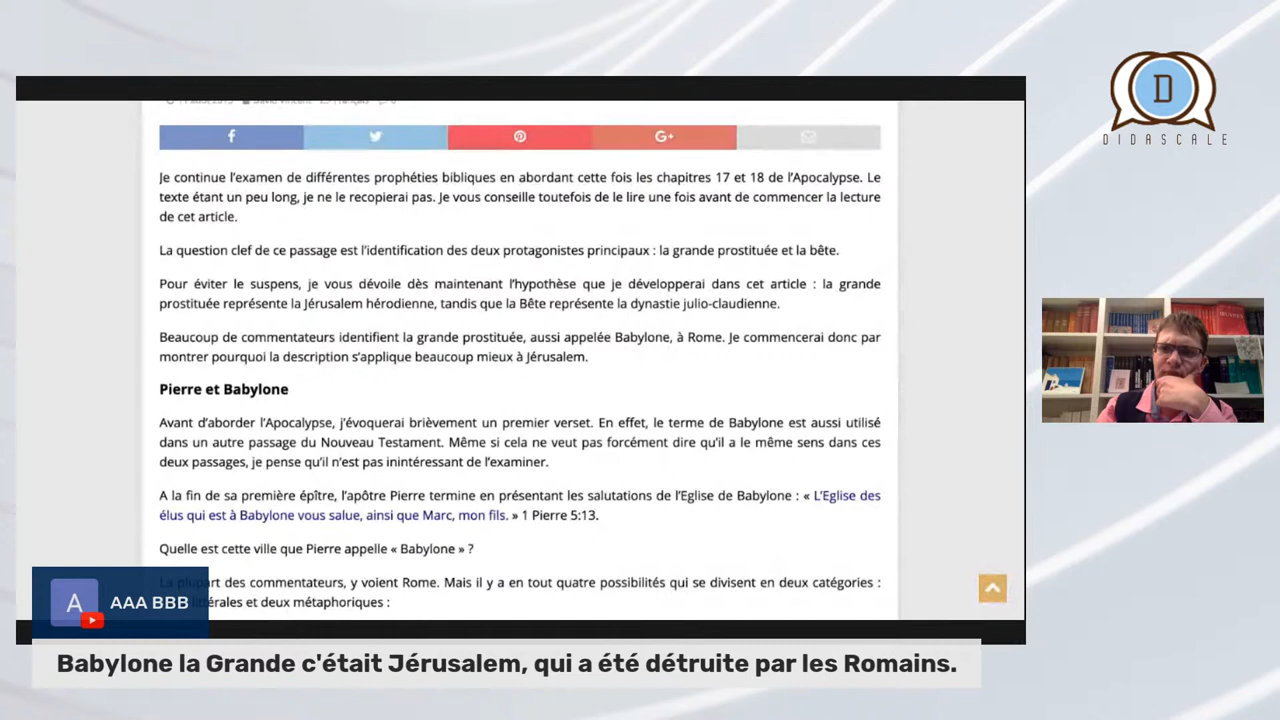 Je continue l'examen de différentes prophéties bibliques en abordant cette fois les chapitres 17 et 18 de l'Apocalypse. Le
texte étant un peu long, je ne le recopierai pas. Je vous conseille toutefois de le lire une fois avant de commencer la lecture
de cet article.
La question clef de ce passage est l'identification des deux protagonistes principaux : la grande prostituée et la bête.
Pour éviter le suspens, je vous dévoile dès maintenant l'hypothèse que je développerai dans cet article : la grande
prostituée représente la Jérusalem hérodienne, tandis que la Bête représente la dynastie julio-claudienne.
Beaucoup de commentateurs identifient la grande prostituée, aussi appelée Babylone, à Rome. Je commencerai donc par
montrer pourquoi la description s'applique beaucoup mieux à Jérusalem.
Pierre et Babylone
Avant d'aborder l'Apocalypse, j'évoquerai brièvement un premier verset. En effet, le terme de Babylone est aussi utilisé
dans un autre passage du Nouveau Testament. Même si cela ne veut pas forcément dire qu'il a le même sens dans ces
deux passages, je pense qu'il n'est pas inintéressant de l'examiner.
A la fin de sa première épître, l'apôtre Pierre termine en présentant les salutations de l'Eglise de Babylone : « L'Eglise des
élus qui est à Babylone vous salue, ainsi que Marc, mon fils. » 1 Pierre 5:13.
Quelle est cette ville que Pierre appelle « Babylone » ?
La plupart des commentateurs, y voient Rome. Mais il y a en tout quatre possibilités qui se divisent en deux catégories :
et deux métaphoriques :
A
AAA BBB
Babylone la Grande c'était Jérusalem, qui a été détruite par les Romains.
D
DIDASCALE